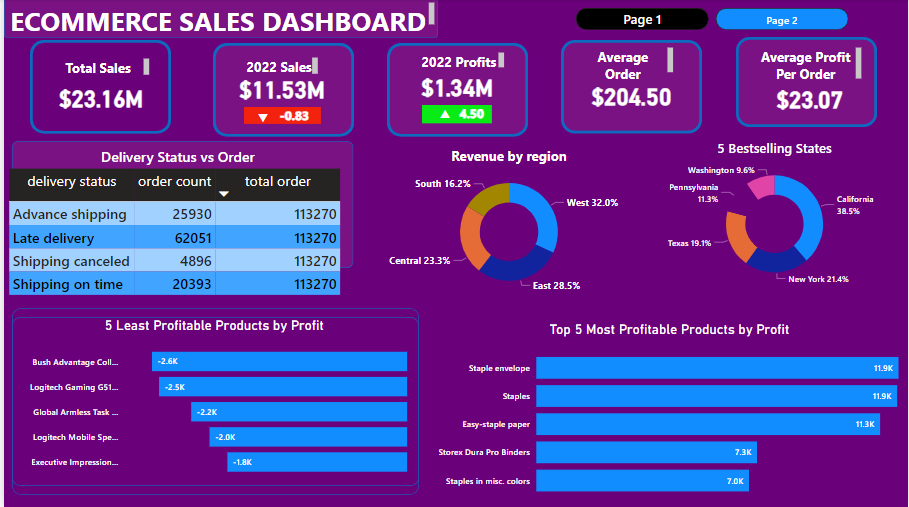 ECOMMERCE SALES DASHBOARD
Page 1
Page 2
Total Sales
$23.16M
2022 Sales
$11.53M
▼ -0.83
2022 Profits
$1.34M
▲ 4.50
Average
Order
$204.50
Average Profit
Per Order
$23.07
Delivery Status vs Order
delivery status order count total order
Advance shipping 25930 113270
Late delivery 62051 113270
Shipping canceled 4896 113270
Shipping on time 20393 113270
Revenue by region
South 16.2%
West 32.0%
Central 23.3%
East 28.5%
5 Bestselling States
Washington 9.6%
Pennsylvania
11.3%
California
38.5%
Texas 19.1%
New York 21.4%
5 Least Profitable Products by Profit
Bush Advantage Coll... -2.6K
Logitech Gaming G51... -2.5K
Global Armless Task ... -2.2K
Logitech Mobile Spe... -2.0K
Executive Impression... -1.8K
Top 5 Most Profitable Products by Profit
Staple envelope 11.9K
Staples 11.9K
Easy-staple paper 11.3K
Storex Dura Pro Binders 7.3K
Staples in misc. colors 7.0K